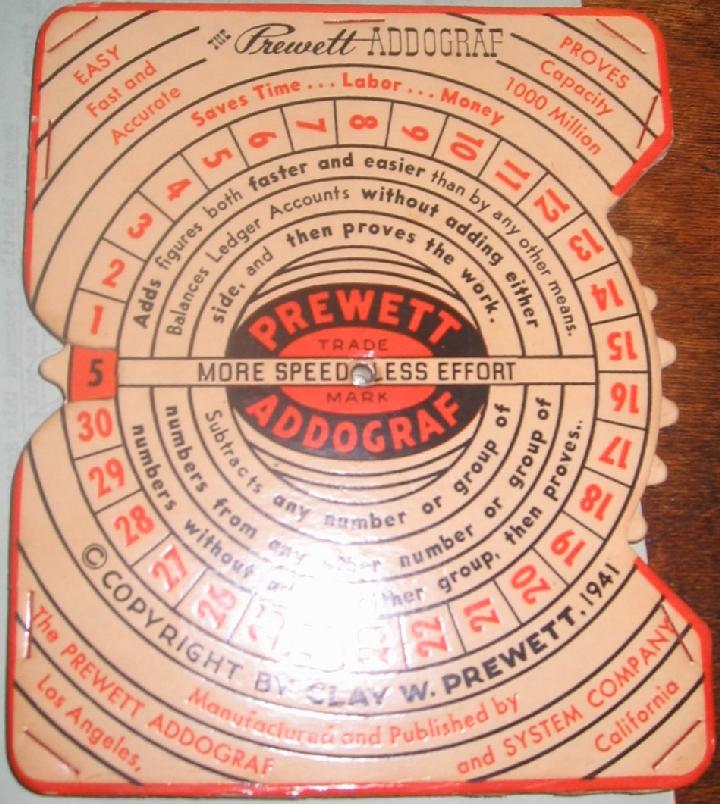 THE Prewett ADDOGRAF
EASY
Fast and
Accurate
PROVES
Capacity
1000 Million
Saves Time... Labor... Money
1 2 3 4 5 6 7 8 9 10 11 12 13 14 15 16 17 18 19 20 21 22 23 26 27 28 29 30
Adds figures both faster and easier than by any other means.
Balances Ledger Accounts without adding either
side, and then proves the work.
PREWETT
TRADE
5
MORE SPEED LESS EFFORT
MARK
ADDOGRAF
Subtracts any number or group of
numbers from any number or group of
numbers without group, then proves..
© COPYRIGHT BY CLAY W. PREWETT. 1941
Manufactured and Published by
The PREWETT ADDOGRAF and SYSTEM COMPANY
Los Angeles, California